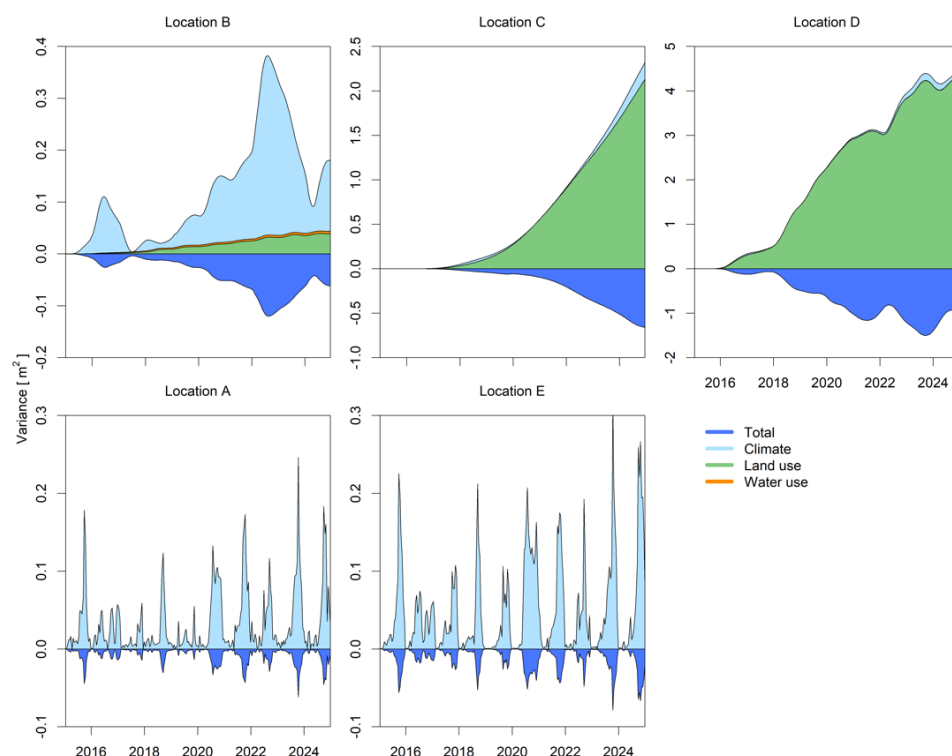 Location B
Location C
Location D
0.4
0.3
0.2
0.1
0.0
-0.1
-0.2
2.5
2.0
1.5
1.0
0.5
0.0
-0.5
-1.0
5
4
3
2
1
0
-1
-2
2016 2018 2020 2022 2024
Variance [ m² ]
Location A
Location E
0.3
0.2
0.1
0.0
-0.1
0.3
0.2
0.1
0.0
-0.1
Total
Climate
Land use
Water use
2016 2018 2020 2022 2024
2016 2018 2020 2022 2024